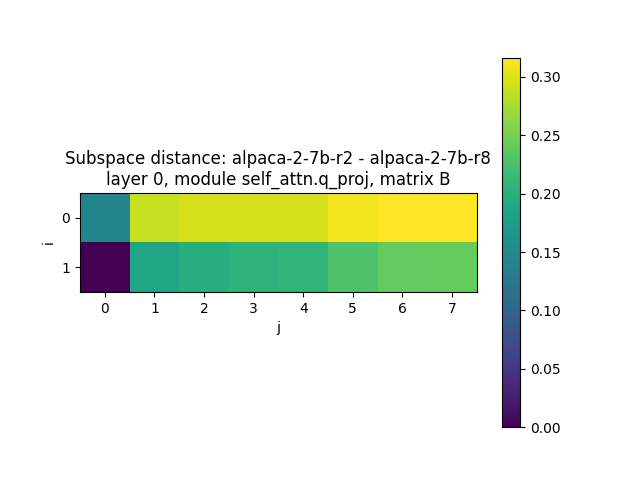 Subspace distance: alpaca-2-7b-r2 - alpaca-2-7b-r8
layer 0, module self_attn.q_proj, matrix B
0
1
i
0 1 2 3 4 5 6 7
j
0.30
0.25
0.20
0.15
0.10
0.05
0.00